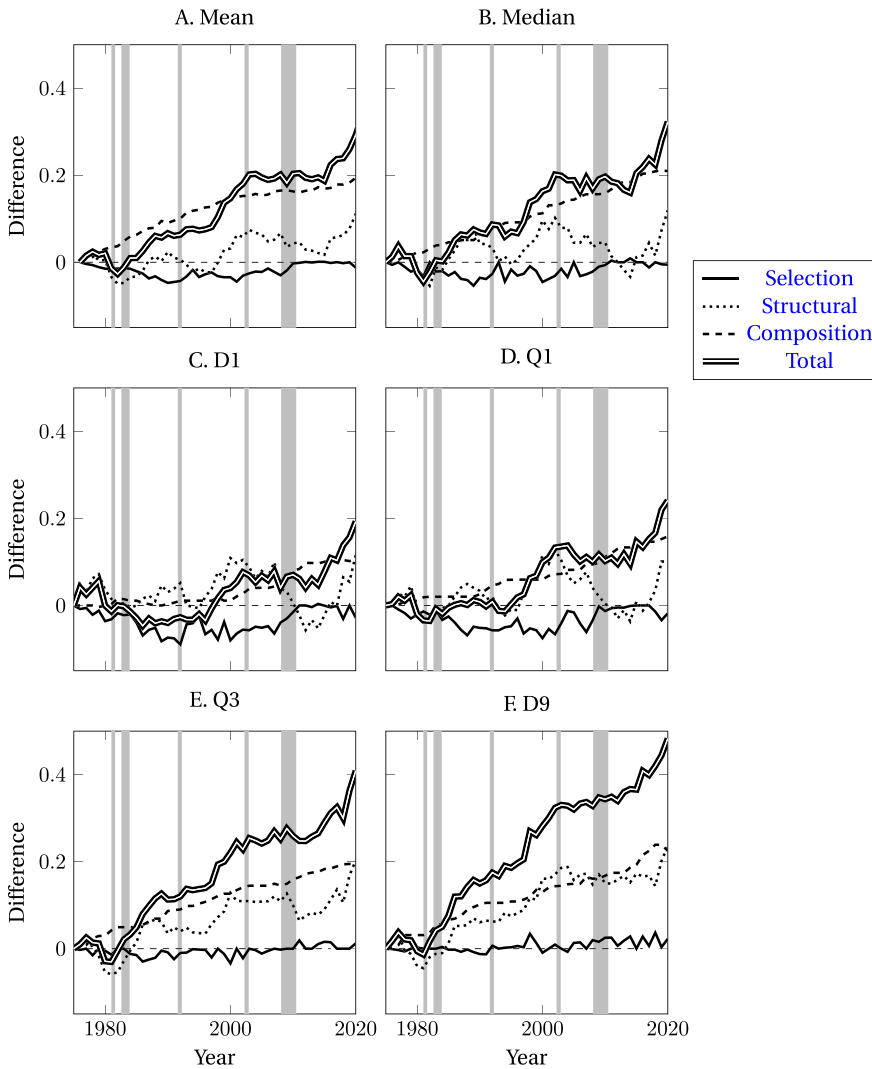 A. Mean
B. Median
Difference
0.4
0.2
0
Selection
Structural
Composition
Total
C. D1
D. Q1
Difference
0.4
0.2
0
E. Q3
F. D9
Difference
0.4
0.2
0
1980 2000 2020 1980 2000 2020
Year Year